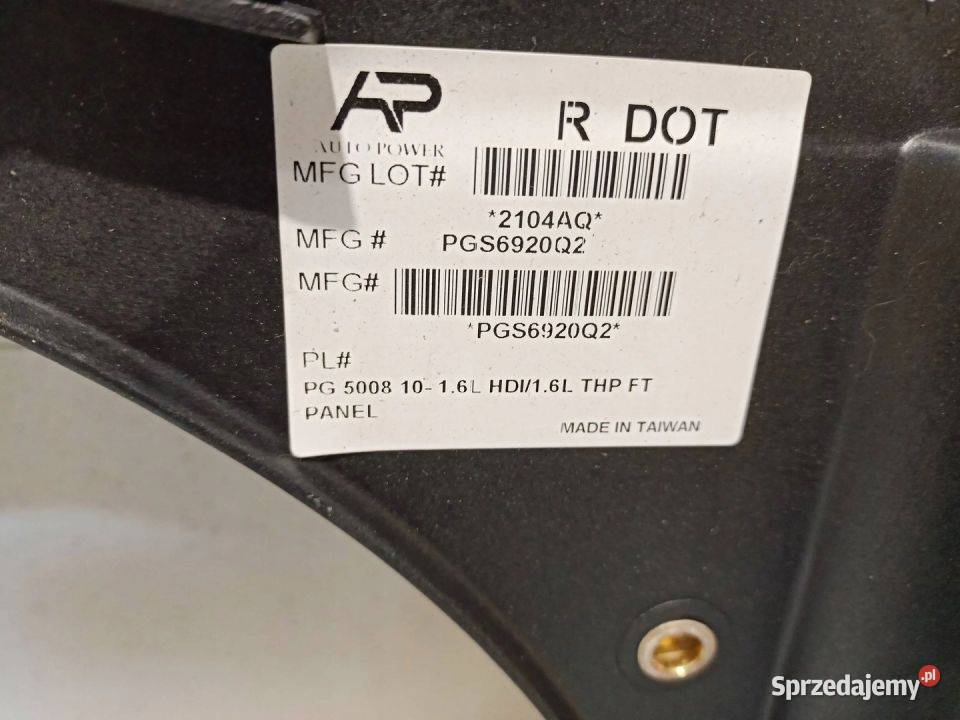 AP
AUTO POWER
R DOT
MFG LOT#
*2104AQ*
MFG # PGS6920Q2
MFG#
*PGS6920Q2*
PL#
PG 5008 10- 1.6L HDI/1.6L THP FT
PANEL
MADE IN TAIWAN
Sprzedajemy.pl